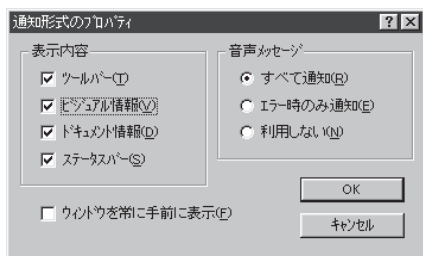 通知形式のﾌﾟﾛﾊﾟﾃｨ
表示内容
ﾂｰﾙﾊﾞｰ(T)
ﾋﾞｼﾞｭｱﾙ情報(V)
ﾄﾞｷｭﾒﾝﾄ情報(D)
ｽﾃｰﾀｽﾊﾞｰ(S)
ｳｨﾝﾄﾞｳを常に手前に表示(F)
音声ﾒｯｾｰｼﾞ
すべて通知(R)
ｴﾗｰ時のみ通知(E)
利用しない(N)
OK
ｷｬﾝｾﾙ